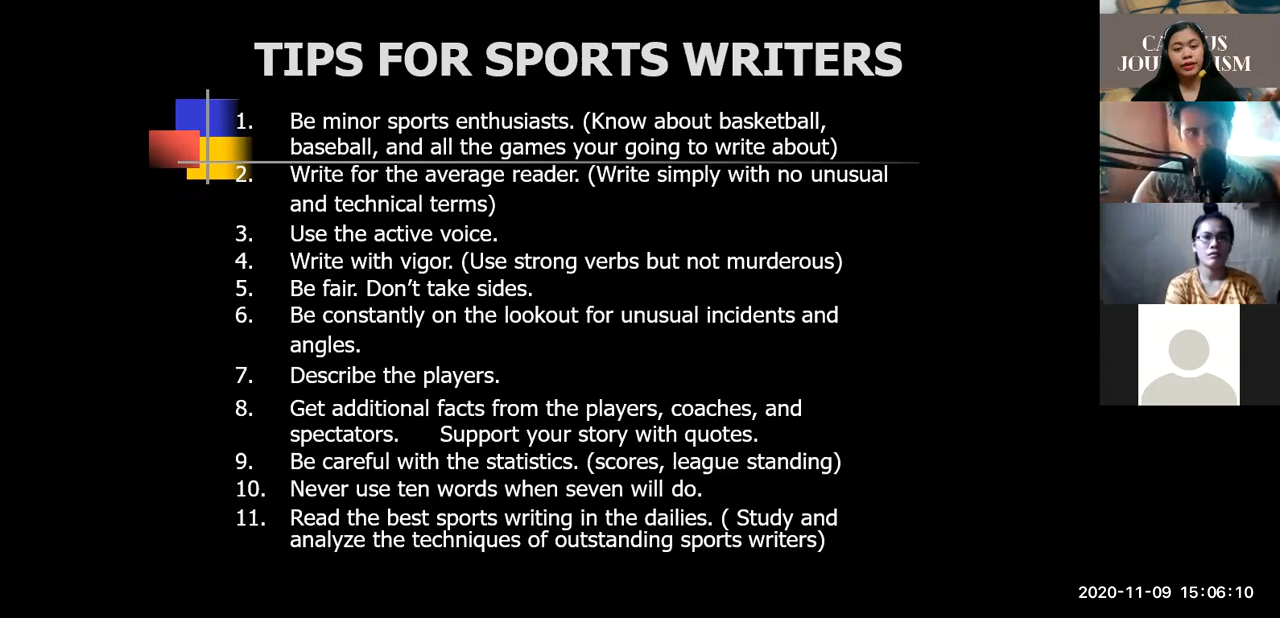 TIPS FOR SPORTS WRITERS
1. Be minor sports enthusiasts. (Know about basketball,
baseball, and all the games your going to write about)
2. Write for the average reader. (Write simply with no unusual
and technical terms)
3. Use the active voice.
4. Write with vigor. (Use strong verbs but not murderous)
5. Be fair. Don’t take sides.
6. Be constantly on the lookout for unusual incidents and
angles.
7. Describe the players.
8. Get additional facts from the players, coaches, and
spectators. Support your story with quotes.
9. Be careful with the statistics. (scores, league standing)
10. Never use ten words when seven will do.
11. Read the best sports writing in the dailies. ( Study and
analyze the techniques of outstanding sports writers)
2020-11-09 15:06:10